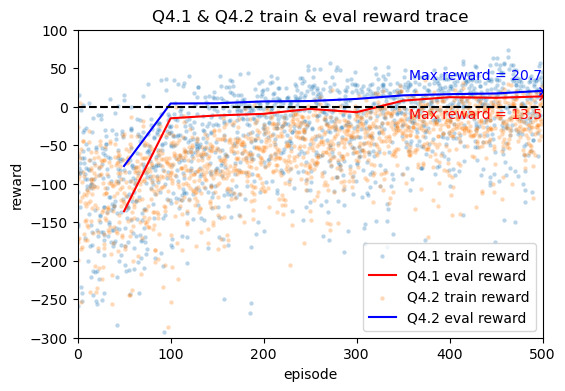 Q4.1 & Q4.2 train & eval reward trace
100
50
0
−50
−100
−150
−200
−250
−300
reward
Max reward = 20.7
Max reward = 13.5
Q4.1 train reward
Q4.1 eval reward
Q4.2 train reward
Q4.2 eval reward
0 100 200 300 400 500
episode